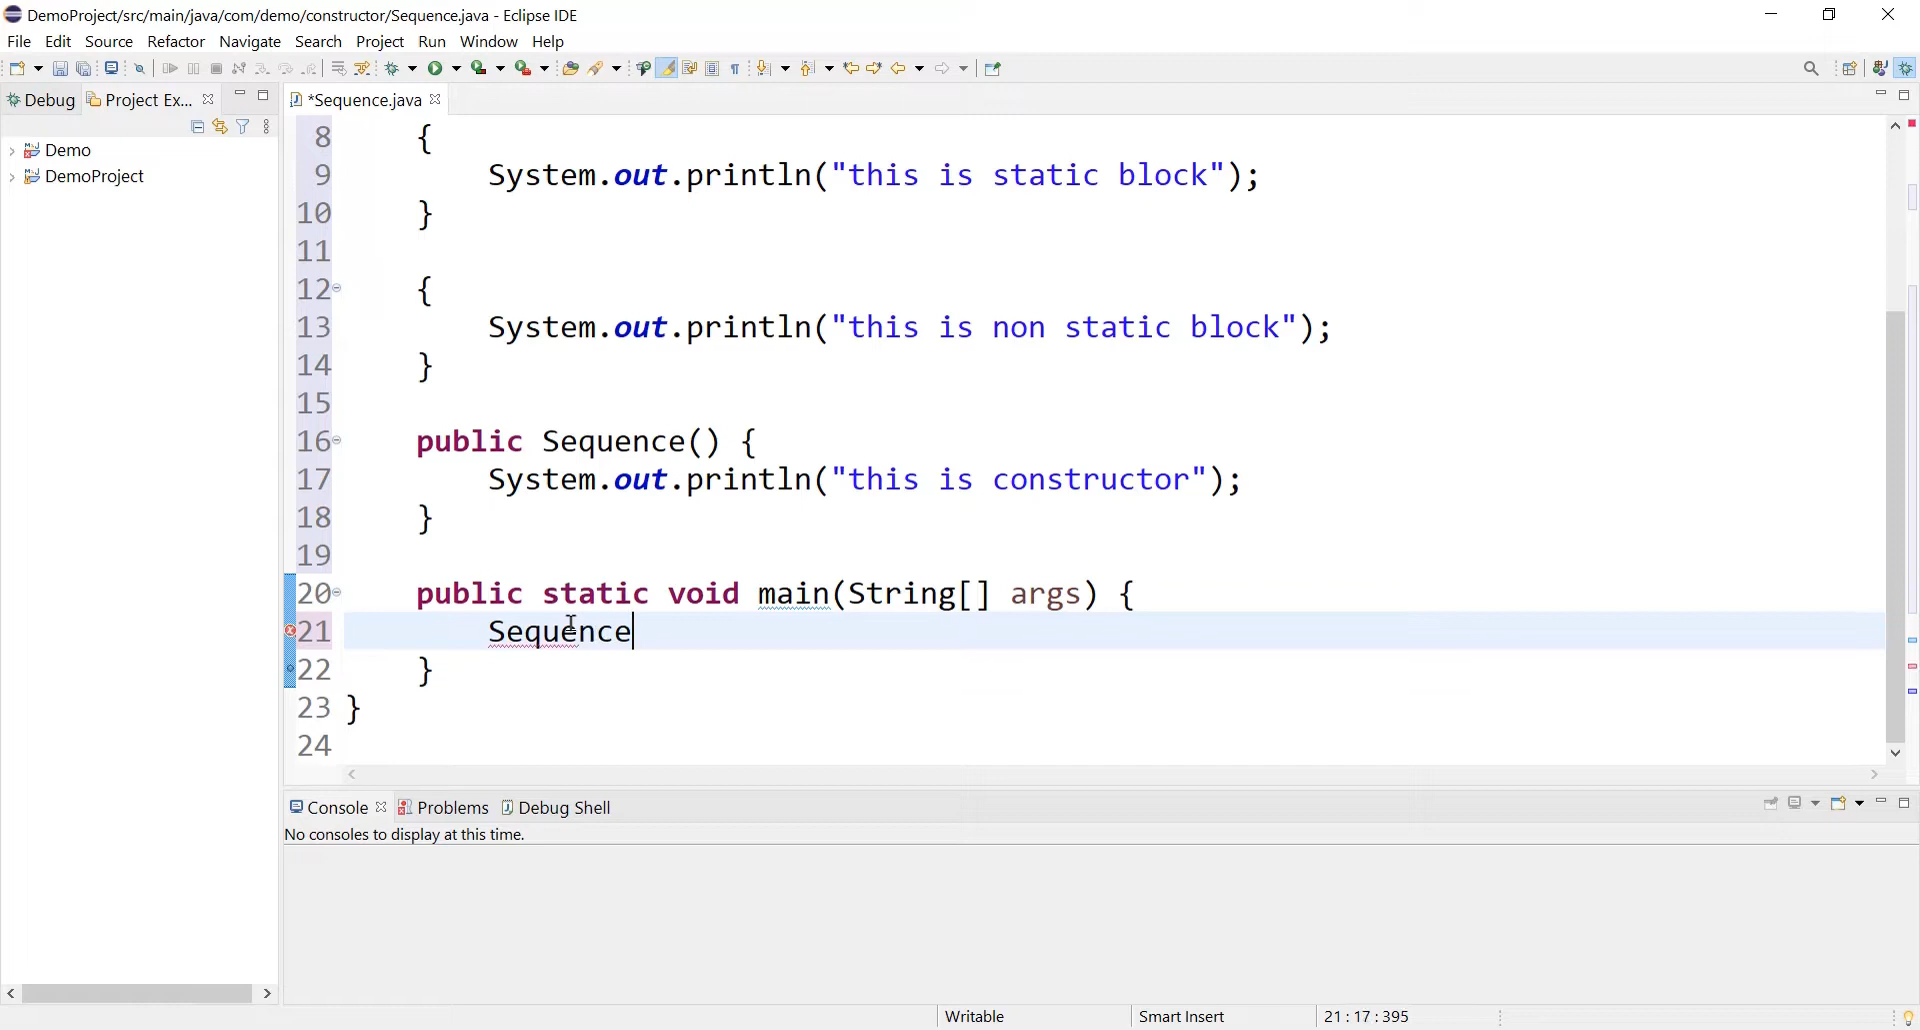 DemoProject/src/main/java/com/demo/constructor/Sequence.java - Eclipse IDE
File Edit Source Refactor Navigate Search Project Run Window Help
Debug Project Ex... *Sequence.java
Demo
DemoProject
8 {
9 System.out.println("this is static block");
10 }
11
12 {
13 System.out.println("this is non static block");
14 }
15
16 public Sequence() {
17 System.out.println("this is constructor");
18 }
19
20 public static void main(String[] args) {
21 Sequence
22 }
23 }
24
Console Problems Debug Shell
No consoles to display at this time.
Writable Smart Insert 21 : 17 : 395